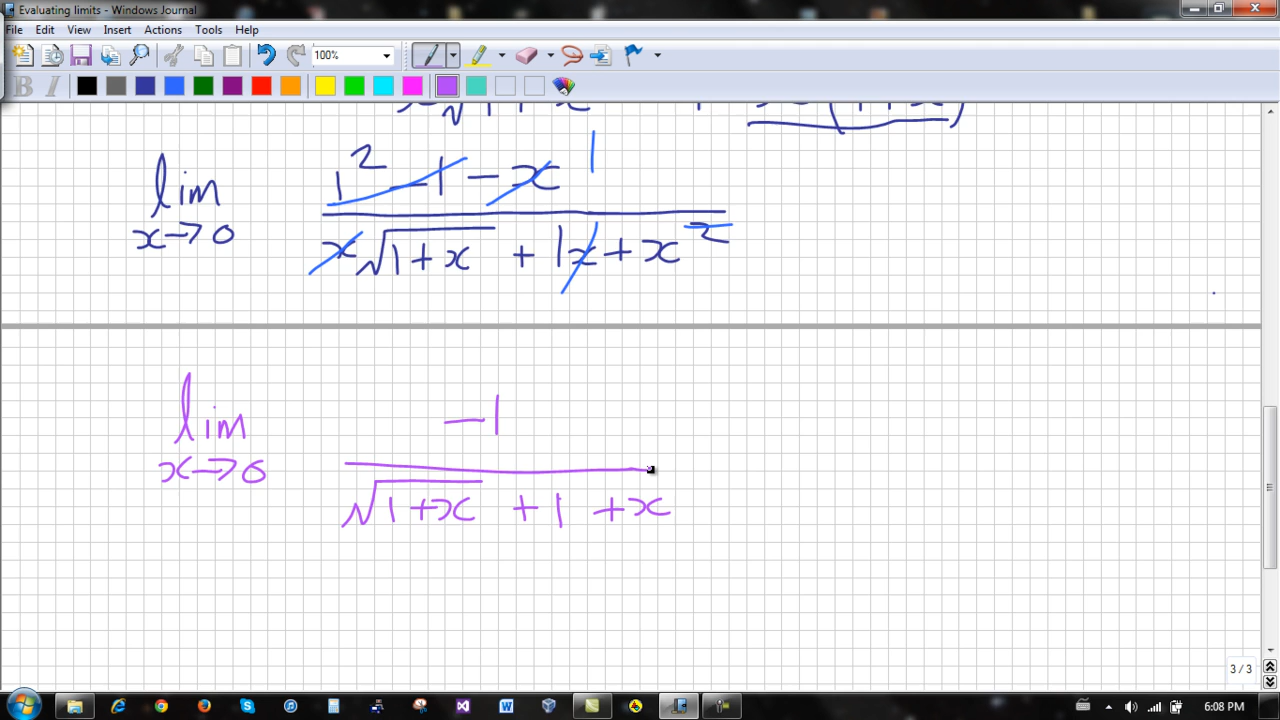 Evaluating limits - Windows Journal
File Edit View Insert Actions Tools Help
100%
B I
lim x→0 1² - 1 - x 1
x√1+x + 1x + x²
lim x→0 -1
√1+x + 1 + x
3 / 3
6:08 PM